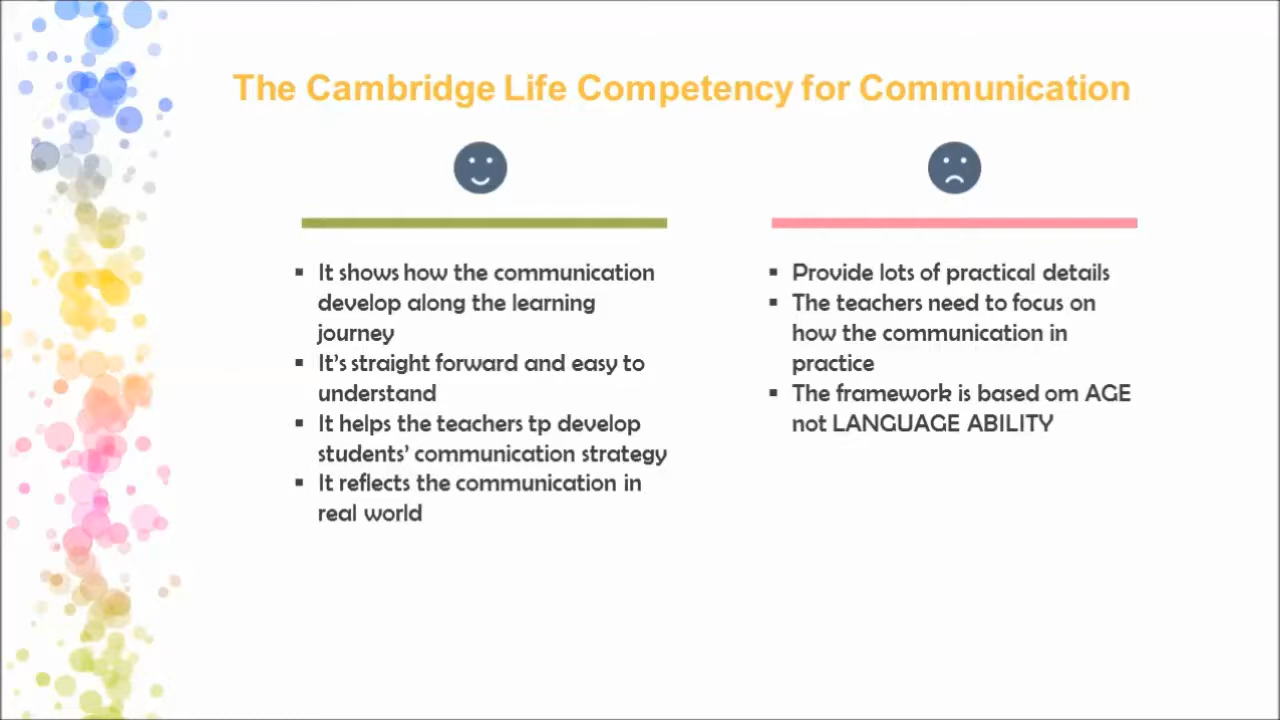 The Cambridge Life Competency for Communication
▪ It shows how the communication
develop along the learning
journey
▪ It's straight forward and easy to
understand
▪ It helps the teachers tp develop
students' communication strategy
▪ It reflects the communication in
real world
▪ Provide lots of practical details
▪ The teachers need to focus on
how the communication in
practice
▪ The framework is based om AGE
not LANGUAGE ABILITY